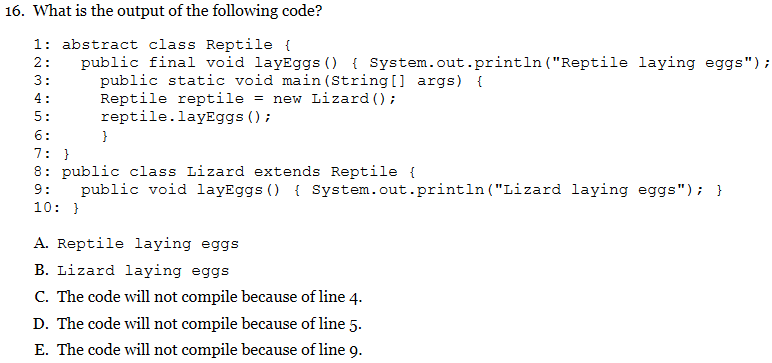 16. What is the output of the following code?
1: abstract class Reptile {
2:   public final void layEggs() { System.out.println("Reptile laying eggs");
3:     public static void main(String[] args) {
4:     Reptile reptile = new Lizard();
5:     reptile.layEggs();
6:     }
7: }
8: public class Lizard extends Reptile {
9:   public void layEggs() { System.out.println("Lizard laying eggs"); }
10: }
A. Reptile laying eggs
B. Lizard laying eggs
C. The code will not compile because of line 4.
D. The code will not compile because of line 5.
E. The code will not compile because of line 9.